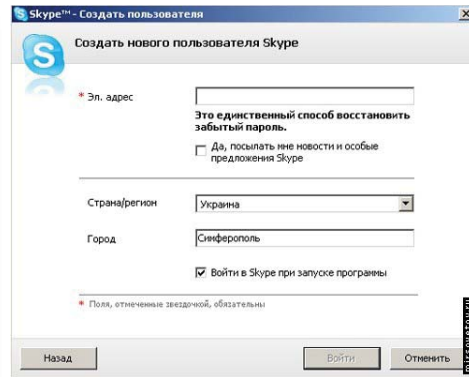 Skype™ - Создать пользователя
Создать нового пользователя Skype
* Эл. адрес
Это единственный способ восстановить
забытый пароль.
Да, посылать мне новости и особые
предложения Skype
Страна/регион
Украина
Город
Симферополь
Войти в Skype при запуске программы
* Поля, отмеченные звездочкой, обязательны
Назад
Войти
Отменить
mirsovetov.ru